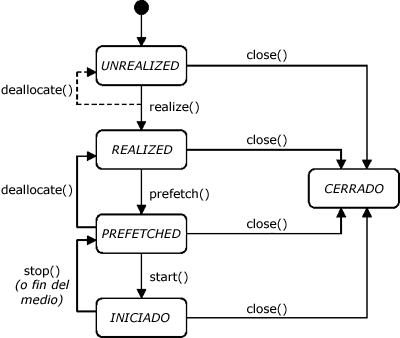 close()
UNREALIZED
deallocate()
realize()
close()
REALIZED
CERRADO
deallocate()
prefetch()
close()
PREFETCHED
stop()
(o fin del
medio)
start()
close()
INICIADO